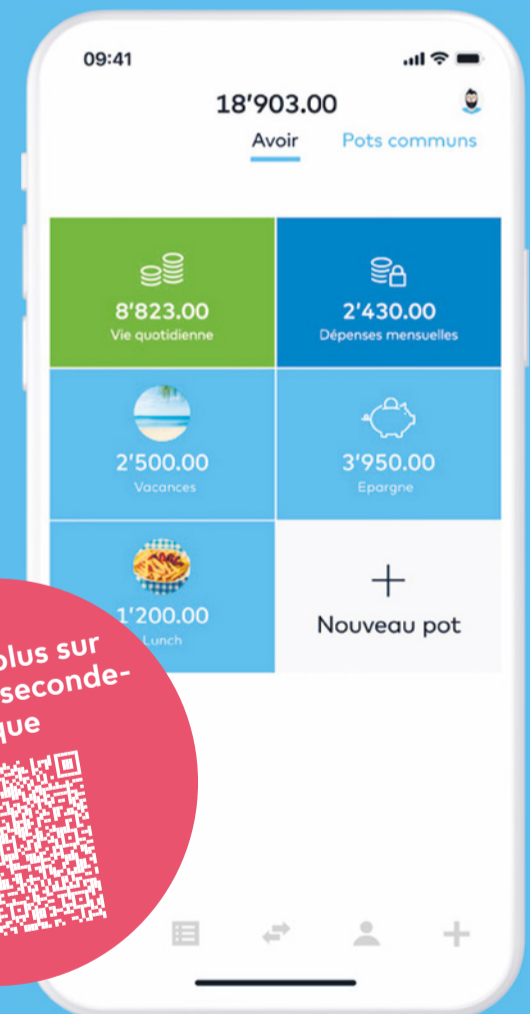 09:41
18'903.00
Avoir Pots communs
8'823.00
Vie quotidienne
2'430.00
Dépenses mensuelles
2'500.00
Vacances
3'950.00
Epargne
1'200.00
Lunch
Nouveau pot
plus sur
seconde-